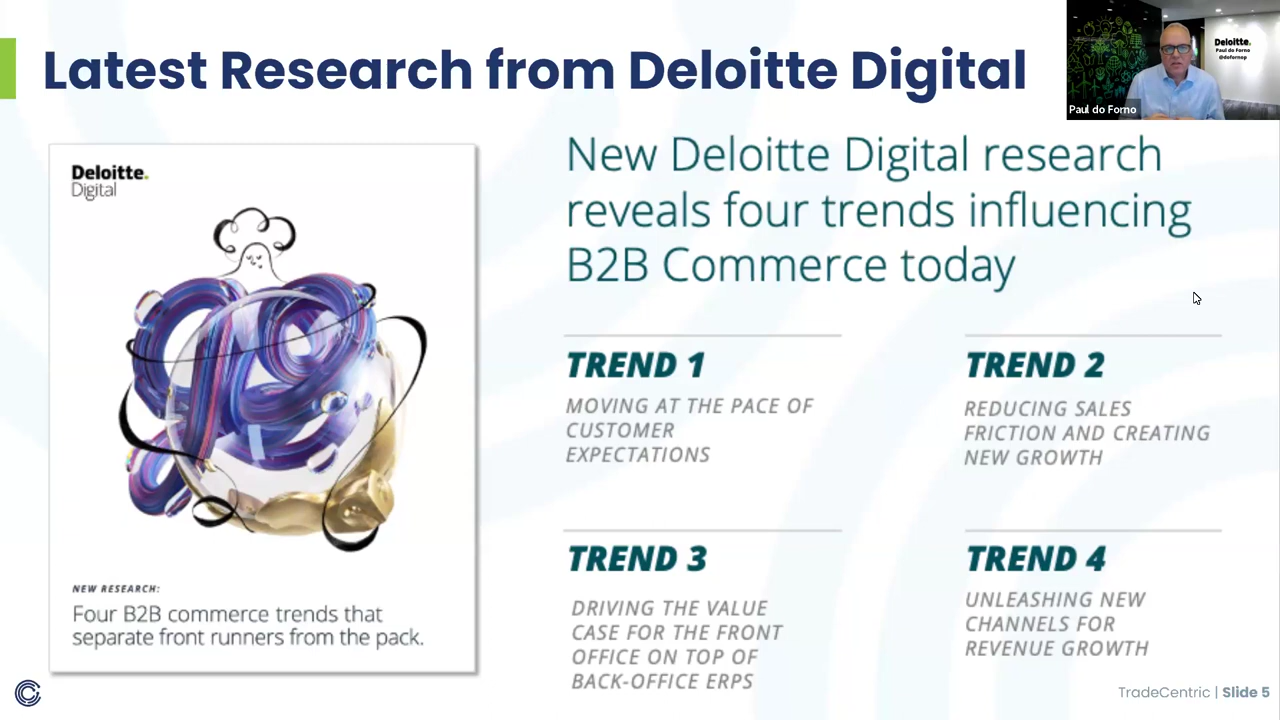 Latest Research from Deloitte Digital
Deloitte.
Paul do Forno
@doforno
Paul do Forno
Deloitte.
Digital
NEW RESEARCH:
Four B2B commerce trends that
separate front runners from the pack.
New Deloitte Digital research
reveals four trends influencing
B2B Commerce today
TREND 1
MOVING AT THE PACE OF
CUSTOMER
EXPECTATIONS
TREND 2
REDUCING SALES
FRICTION AND CREATING
NEW GROWTH
TREND 3
DRIVING THE VALUE
CASE FOR THE FRONT
OFFICE ON TOP OF
BACK-OFFICE ERPS
TREND 4
UNLEASHING NEW
CHANNELS FOR
REVENUE GROWTH
TradeCentric | Slide 5